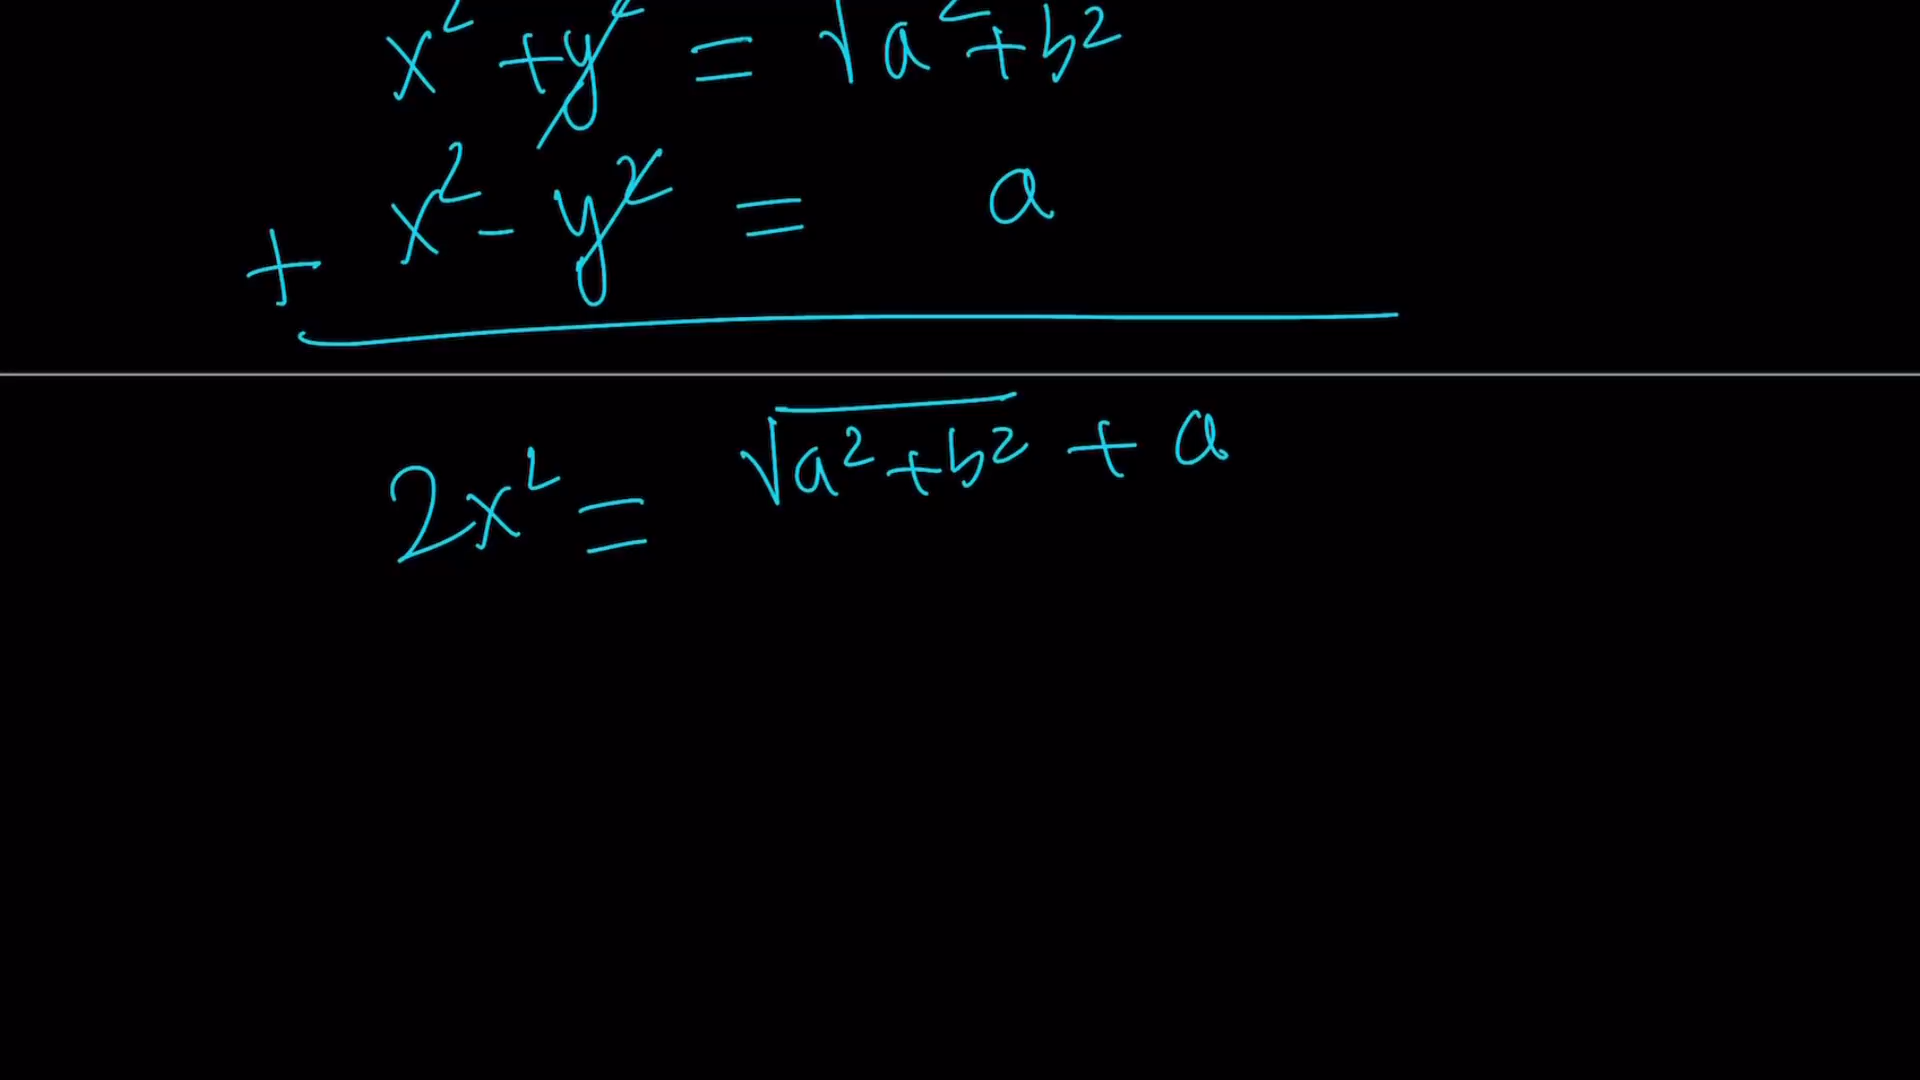 x² + y² = √a² + b²
+ x² - y² = a
2x² = √(a² + b²) + a